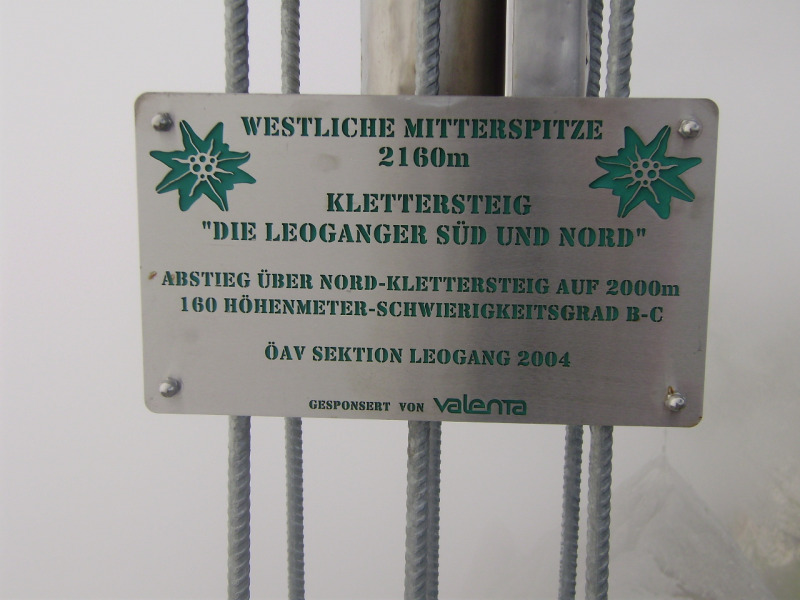 WESTLICHE MITTERSPITZE
2160m
KLETTERSTEIG
"DIE LEOGANGER SÜD UND NORD"
ABSTIEG ÜBER NORD-KLETTERSTEIG AUF 2000m
160 HÖHENMETER-SCHWIERIGKEITSGRAD B-C
ÖAV SEKTION LEOGANG 2004
GESPONSERT VON valenta